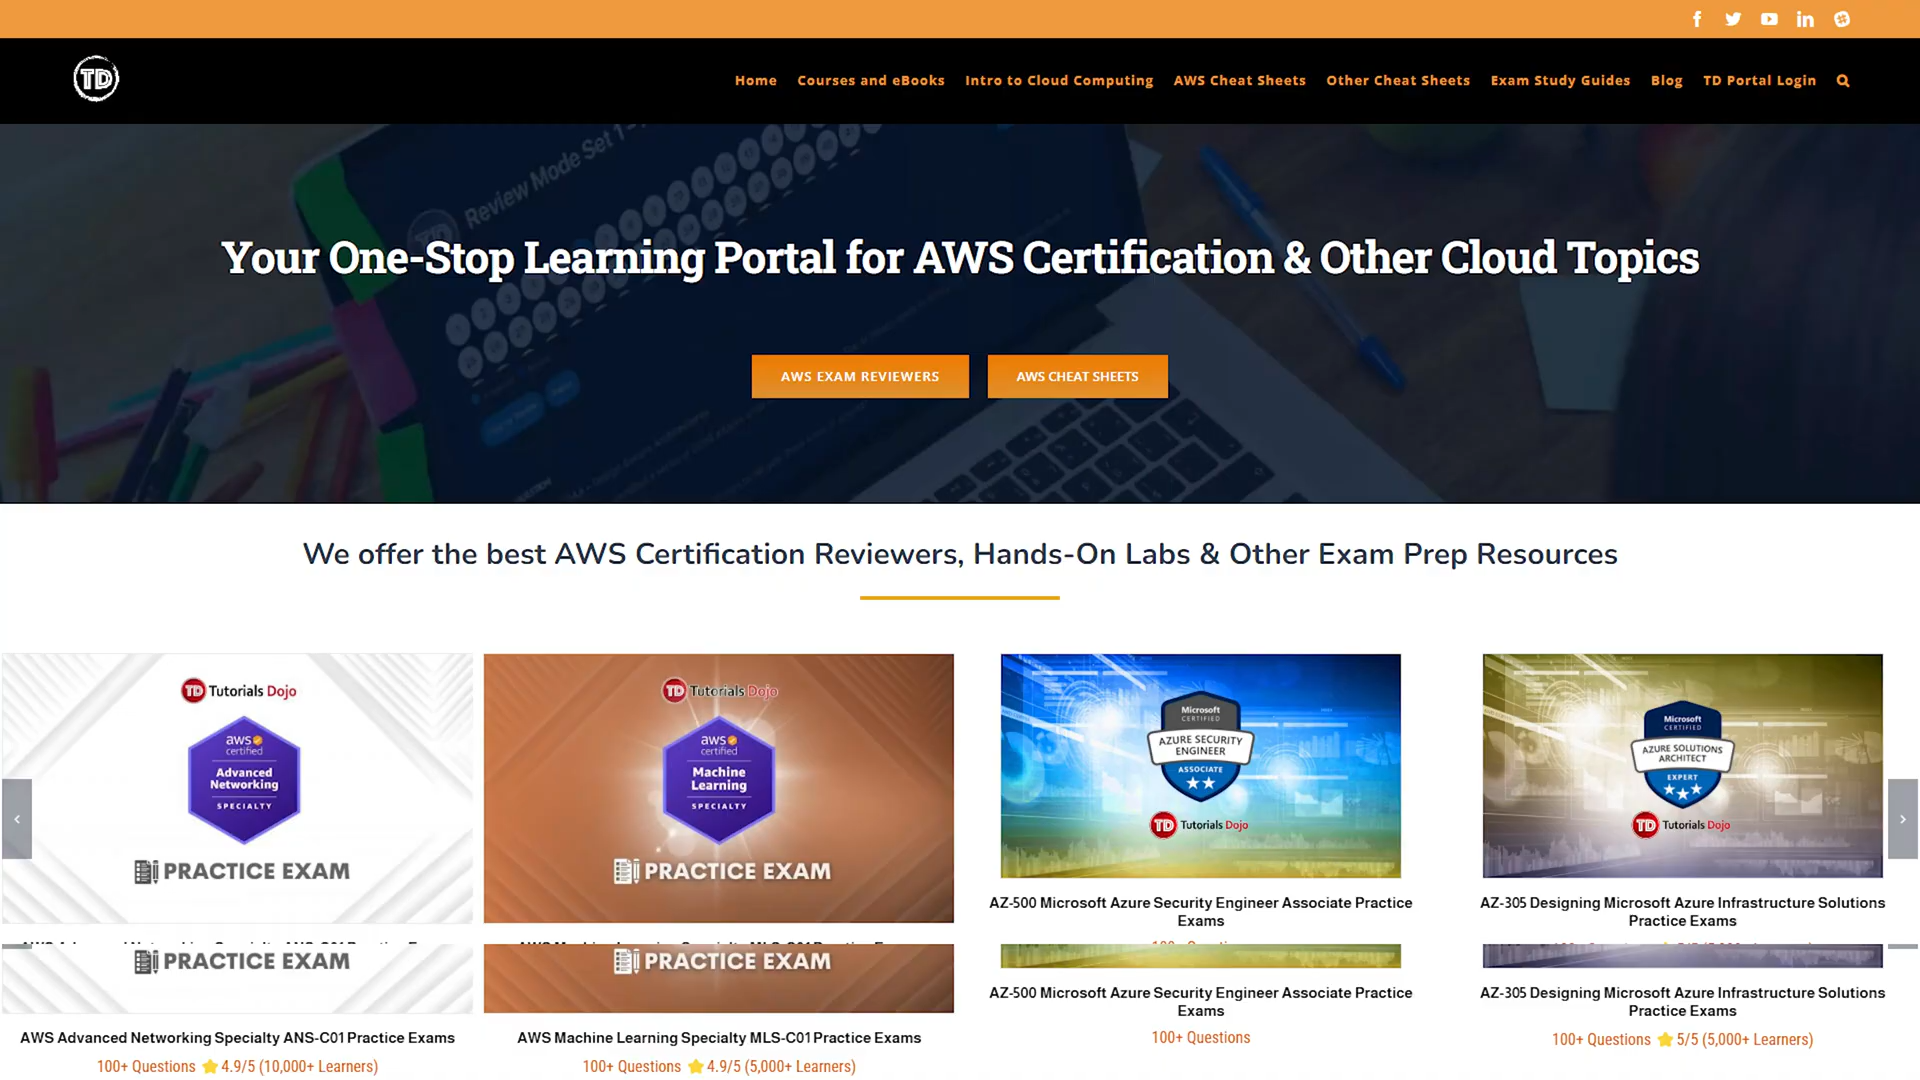 TD
Home Courses and eBooks Intro to Cloud Computing AWS Cheat Sheets Other Cheat Sheets Exam Study Guides Blog TD Portal Login
Review Mode Set 1 -
Your One-Stop Learning Portal for AWS Certification & Other Cloud Topics
AWS EXAM REVIEWERS AWS CHEAT SHEETS
We offer the best AWS Certification Reviewers, Hands-On Labs & Other Exam Prep Resources
TD Tutorials Dojo
aws certified
Advanced
Networking
SPECIALTY
PRACTICE EXAM
TD Tutorials Dojo
aws certified
Machine
Learning
SPECIALTY
PRACTICE EXAM
Microsoft
CERTIFIED
AZURE SECURITY
ENGINEER
ASSOCIATE
TD Tutorials Dojo
AZ-500 Microsoft Azure Security Engineer Associate Practice
Exams
Microsoft
CERTIFIED
AZURE SOLUTIONS
ARCHITECT
EXPERT
TD Tutorials Dojo
AZ-305 Designing Microsoft Azure Infrastructure Solutions
Practice Exams
PRACTICE EXAM
AWS Advanced Networking Specialty ANS-C01 Practice Exams
100+ Questions ⭐ 4.9/5 (10,000+ Learners)
PRACTICE EXAM
AWS Machine Learning Specialty MLS-C01 Practice Exams
100+ Questions ⭐ 4.9/5 (5,000+ Learners)
AZ-500 Microsoft Azure Security Engineer Associate Practice
Exams
100+ Questions
AZ-305 Designing Microsoft Azure Infrastructure Solutions
Practice Exams
100+ Questions ⭐ 5/5 (5,000+ Learners)